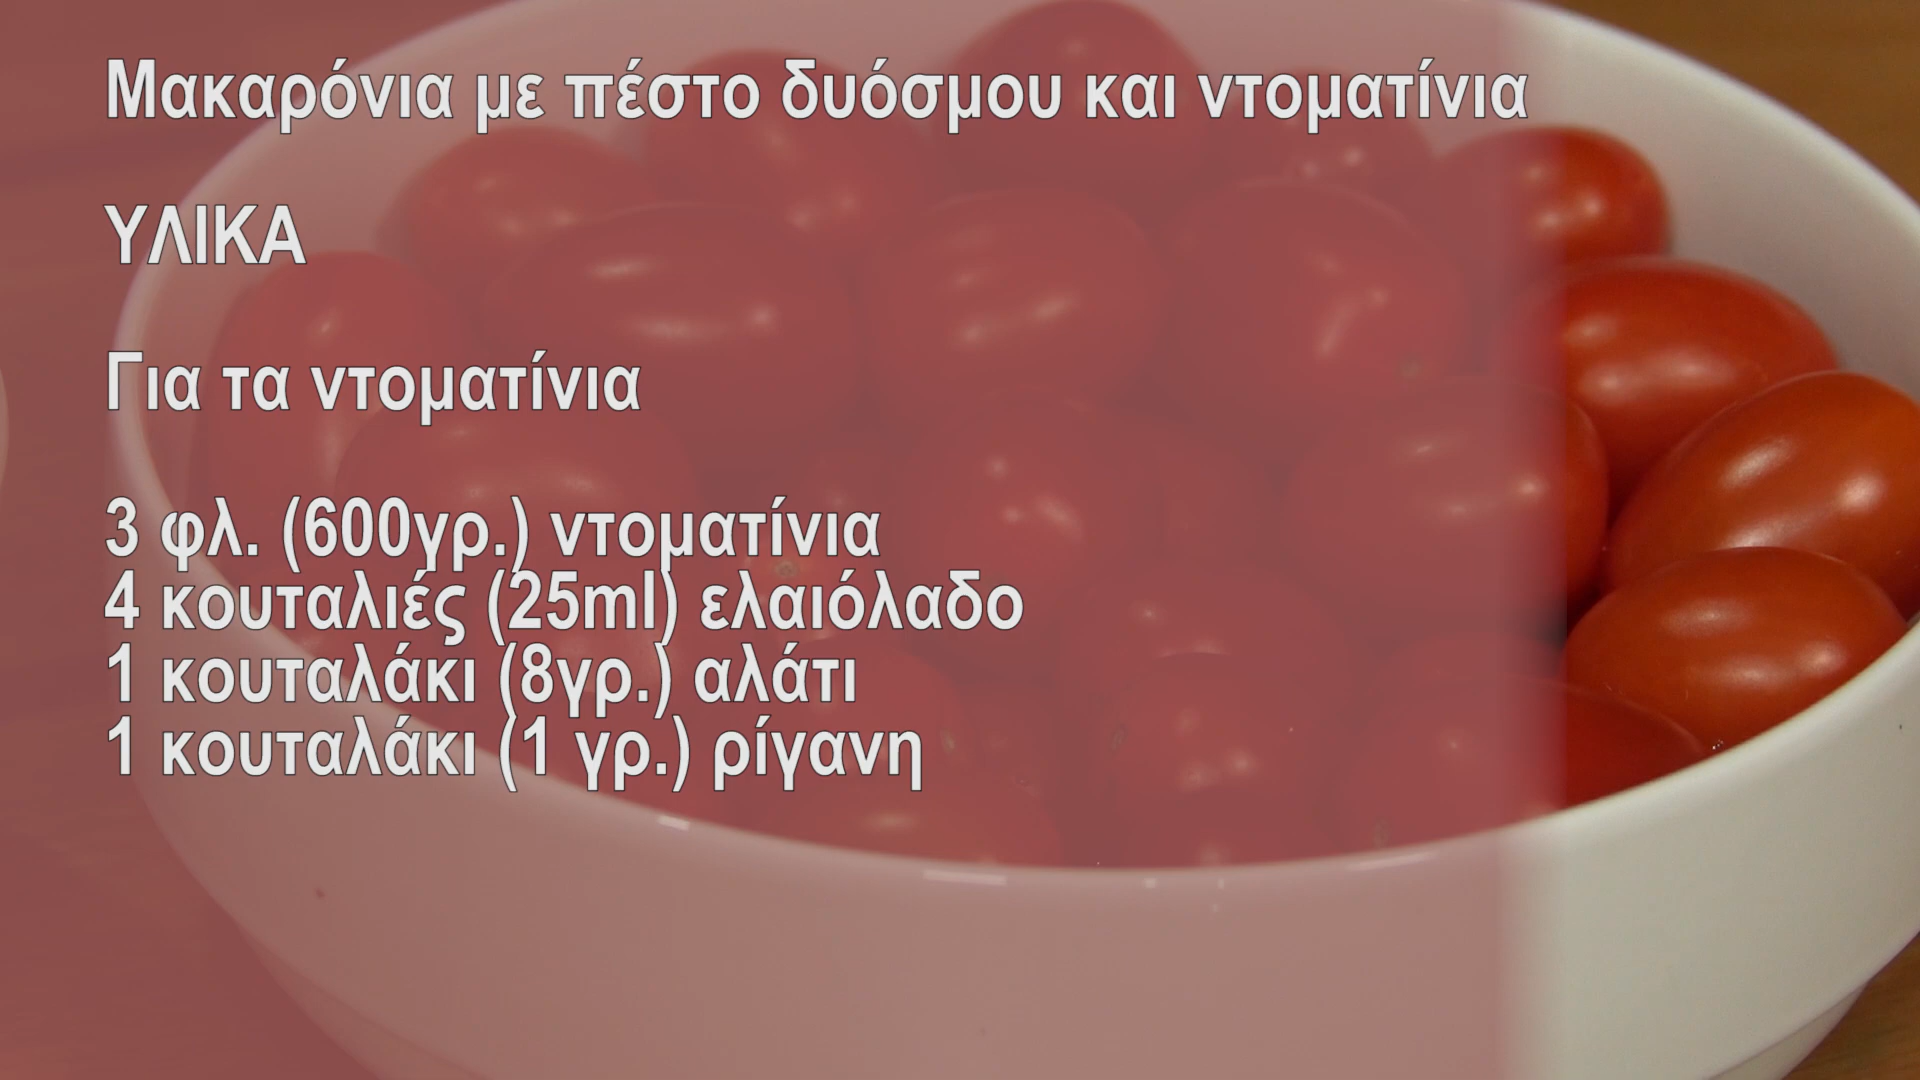 Μακαρόνια με πέστο δυόσμου και ντοματίνια
ΥΛΙΚΑ
Για τα ντοματίνια
3 φλ. (600γρ.) ντοματίνια
4 κουταλιές (25ml) ελαιόλαδο
1 κουταλάκι (8γρ.) αλάτι
1 κουταλάκι (1 γρ.) ρίγανη